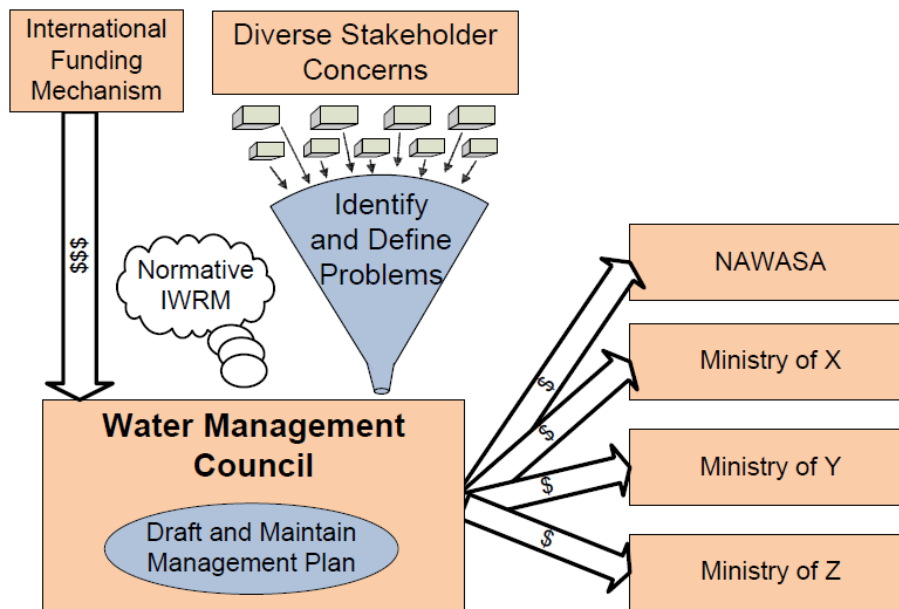 International
Funding
Mechanism
Diverse Stakeholder
Concerns
$$$
Normative
IWRM
Identify
and Define
Problems
Water Management
Council
Draft and Maintain
Management Plan
$
$
$
$
NAWASA
Ministry of X
Ministry of Y
Ministry of Z